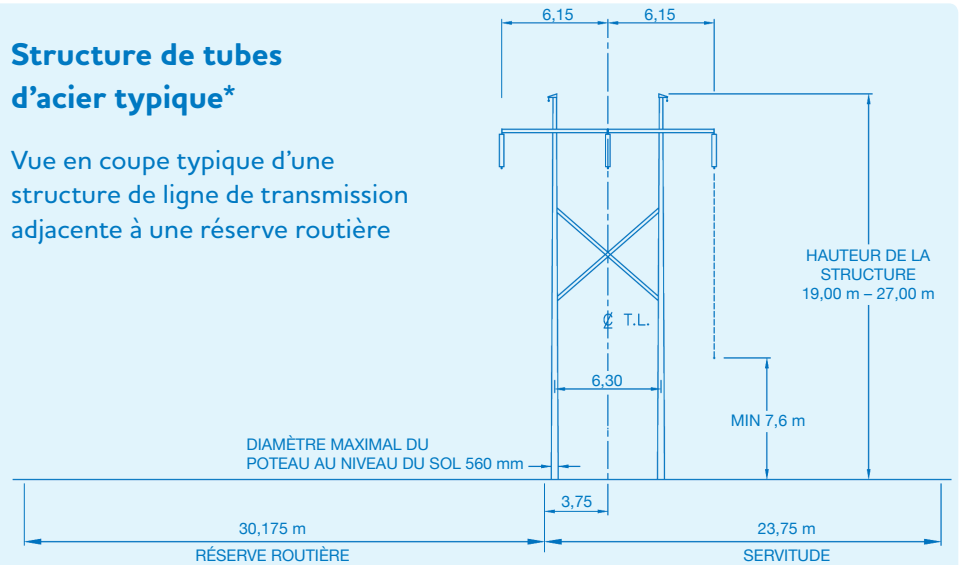 Structure de tubes
d'acier typique*
Vue en coupe typique d'une
structure de ligne de transmission
adjacente à une réserve routière
6,15
6,15
HAUTEUR DE LA
STRUCTURE
19,00 m – 27,00 m
℄ T.L.
6,30
MIN 7,6 m
DIAMÈTRE MAXIMAL DU
POTEAU AU NIVEAU DU SOL 560 mm
3,75
30,175 m
23,75 m
RÉSERVE ROUTIÈRE
SERVITUDE